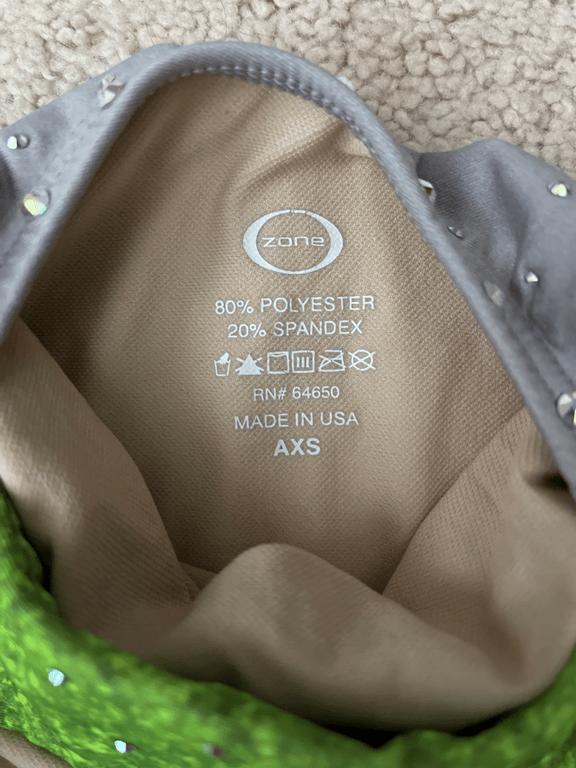 zone
80% POLYESTER
20% SPANDEX
RN# 64650
MADE IN USA
AXS